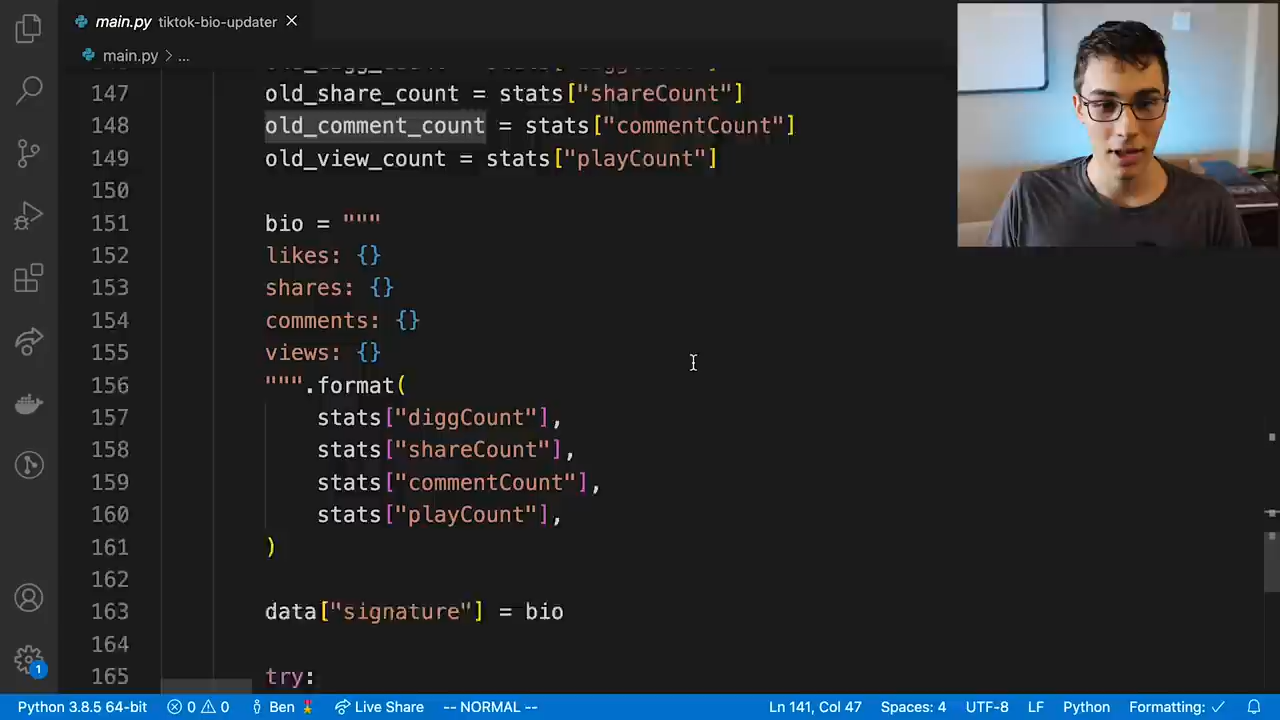 main.py tiktok-bio-updater
main.py > ...
147 old_share_count = stats["shareCount"]
148 old_comment_count = stats["commentCount"]
149 old_view_count = stats["playCount"]
150
151 bio = """
152 likes: {}
153 shares: {}
154 comments: {}
155 views: {}
156 """.format(
157 stats["diggCount"],
158 stats["shareCount"],
159 stats["commentCount"],
160 stats["playCount"],
161 )
162
163 data["signature"] = bio
164
165 try:
1
Python 3.8.5 64-bit 0 0 Ben Live Share -- NORMAL -- Ln 141, Col 47 Spaces: 4 UTF-8 LF Python Formatting: ✓